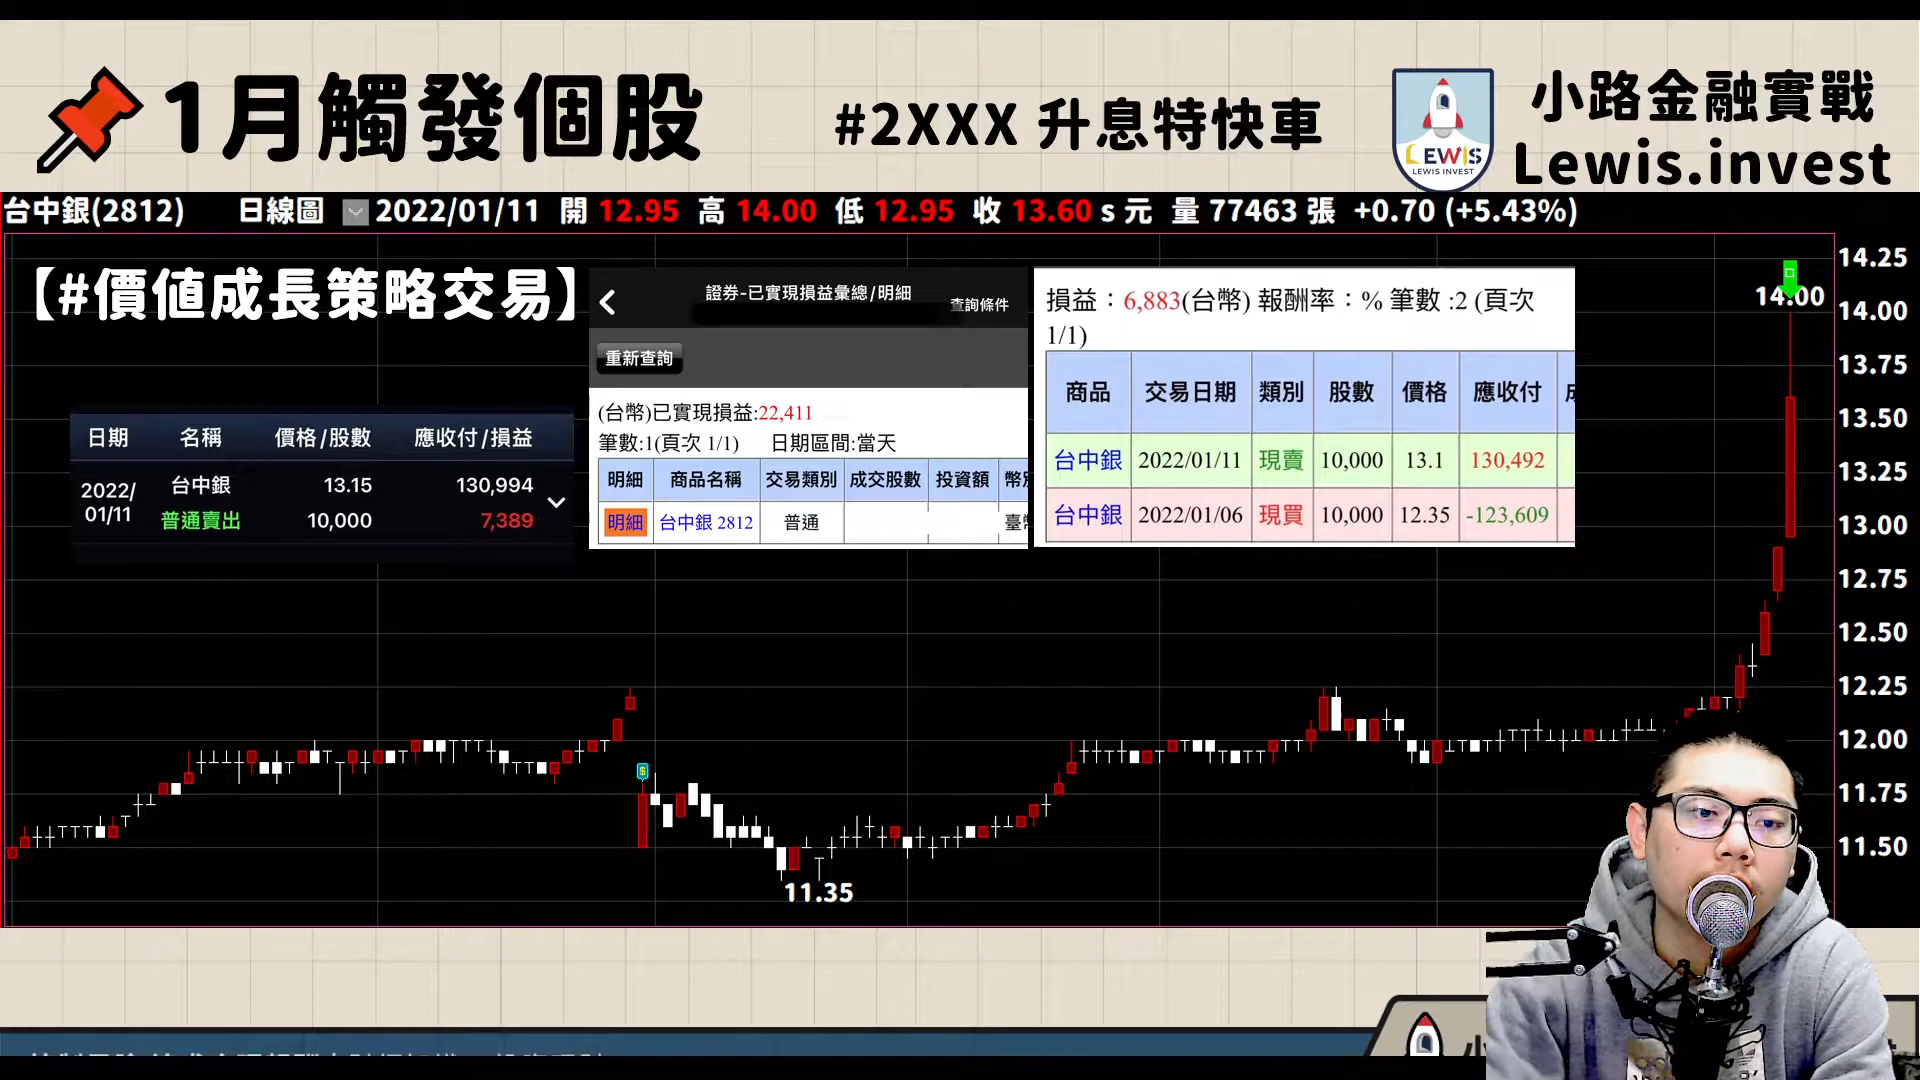 1月觸發個股
#2XXX 升息特快車
LEWIS
LEWIS INVEST
小路金融實戰
Lewis.invest
台中銀(2812) 日線圖 2022/01/11 開 12.95 高 14.00 低 12.95 收 13.60 s 元 量 77463 張 +0.70 (+5.43%)
【#價值成長策略交易】
日期 名稱 價格/股數 應收付/損益
2022/01/11 台中銀 13.15 130,994
普通賣出 10,000 7,389
證券-已實現損益彙總/明細
查詢條件
重新查詢
(台幣)已實現損益:22,411
筆數:1(頁次 1/1) 日期區間:當天
明細 商品名稱 交易類別 成交股數 投資額
明細 台中銀 2812 普通
損益：6,883(台幣) 報酬率：% 筆數 :2 (頁次
1/1)
商品 交易日期 類別 股數 價格 應收付
台中銀 2022/01/11 現賣 10,000 13.1 130,492
台中銀 2022/01/06 現買 10,000 12.35 -123,609
14.00
11.35
14.25
14.00
13.75
13.50
13.25
13.00
12.75
12.50
12.25
12.00
11.75
11.50
$